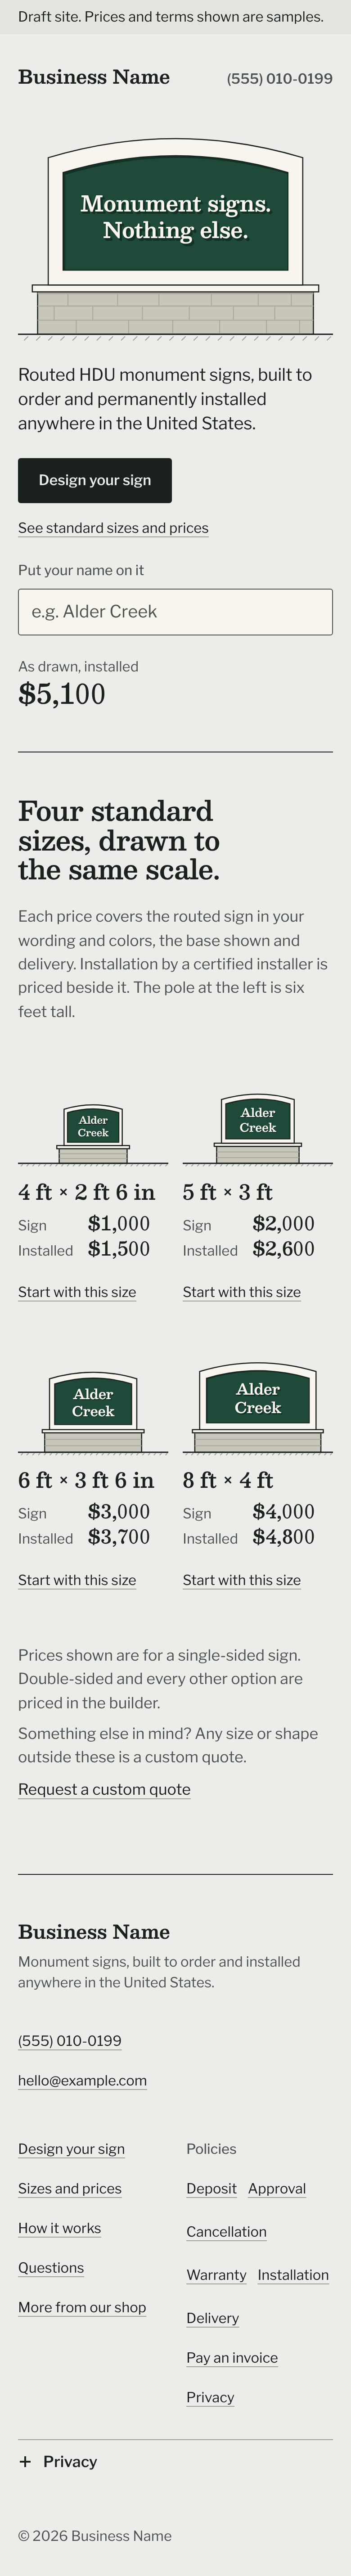 Draft site. Prices and terms shown are samples.
Business Name
(555) 010-0199
Monument signs.
Nothing else.
Routed HDU monument signs, built to
order and permanently installed
anywhere in the United States.
Design your sign
See standard sizes and prices
Put your name on it
e.g. Alder Creek
As drawn, installed
$5,100
Four standard
sizes, drawn to
the same scale.
Each price covers the routed sign in your
wording and colors, the base shown and
delivery. Installation by a certified installer is
priced beside it. The pole at the left is six
feet tall.
Alder
Creek
4 ft × 2 ft 6 in
Sign $1,000
Installed $1,500
Start with this size
Alder
Creek
5 ft × 3 ft
Sign $2,000
Installed $2,600
Start with this size
Alder
Creek
6 ft × 3 ft 6 in
Sign $3,000
Installed $3,700
Start with this size
Alder
Creek
8 ft × 4 ft
Sign $4,000
Installed $4,800
Start with this size
Prices shown are for a single-sided sign.
Double-sided and every other option are
priced in the builder.
Something else in mind? Any size or shape
outside these is a custom quote.
Request a custom quote
Business Name
Monument signs, built to order and installed
anywhere in the United States.
(555) 010-0199
hello@example.com
Design your sign
Sizes and prices
How it works
Questions
More from our shop
Policies
Deposit Approval
Cancellation
Warranty Installation
Delivery
Pay an invoice
Privacy
+ Privacy
© 2026 Business Name